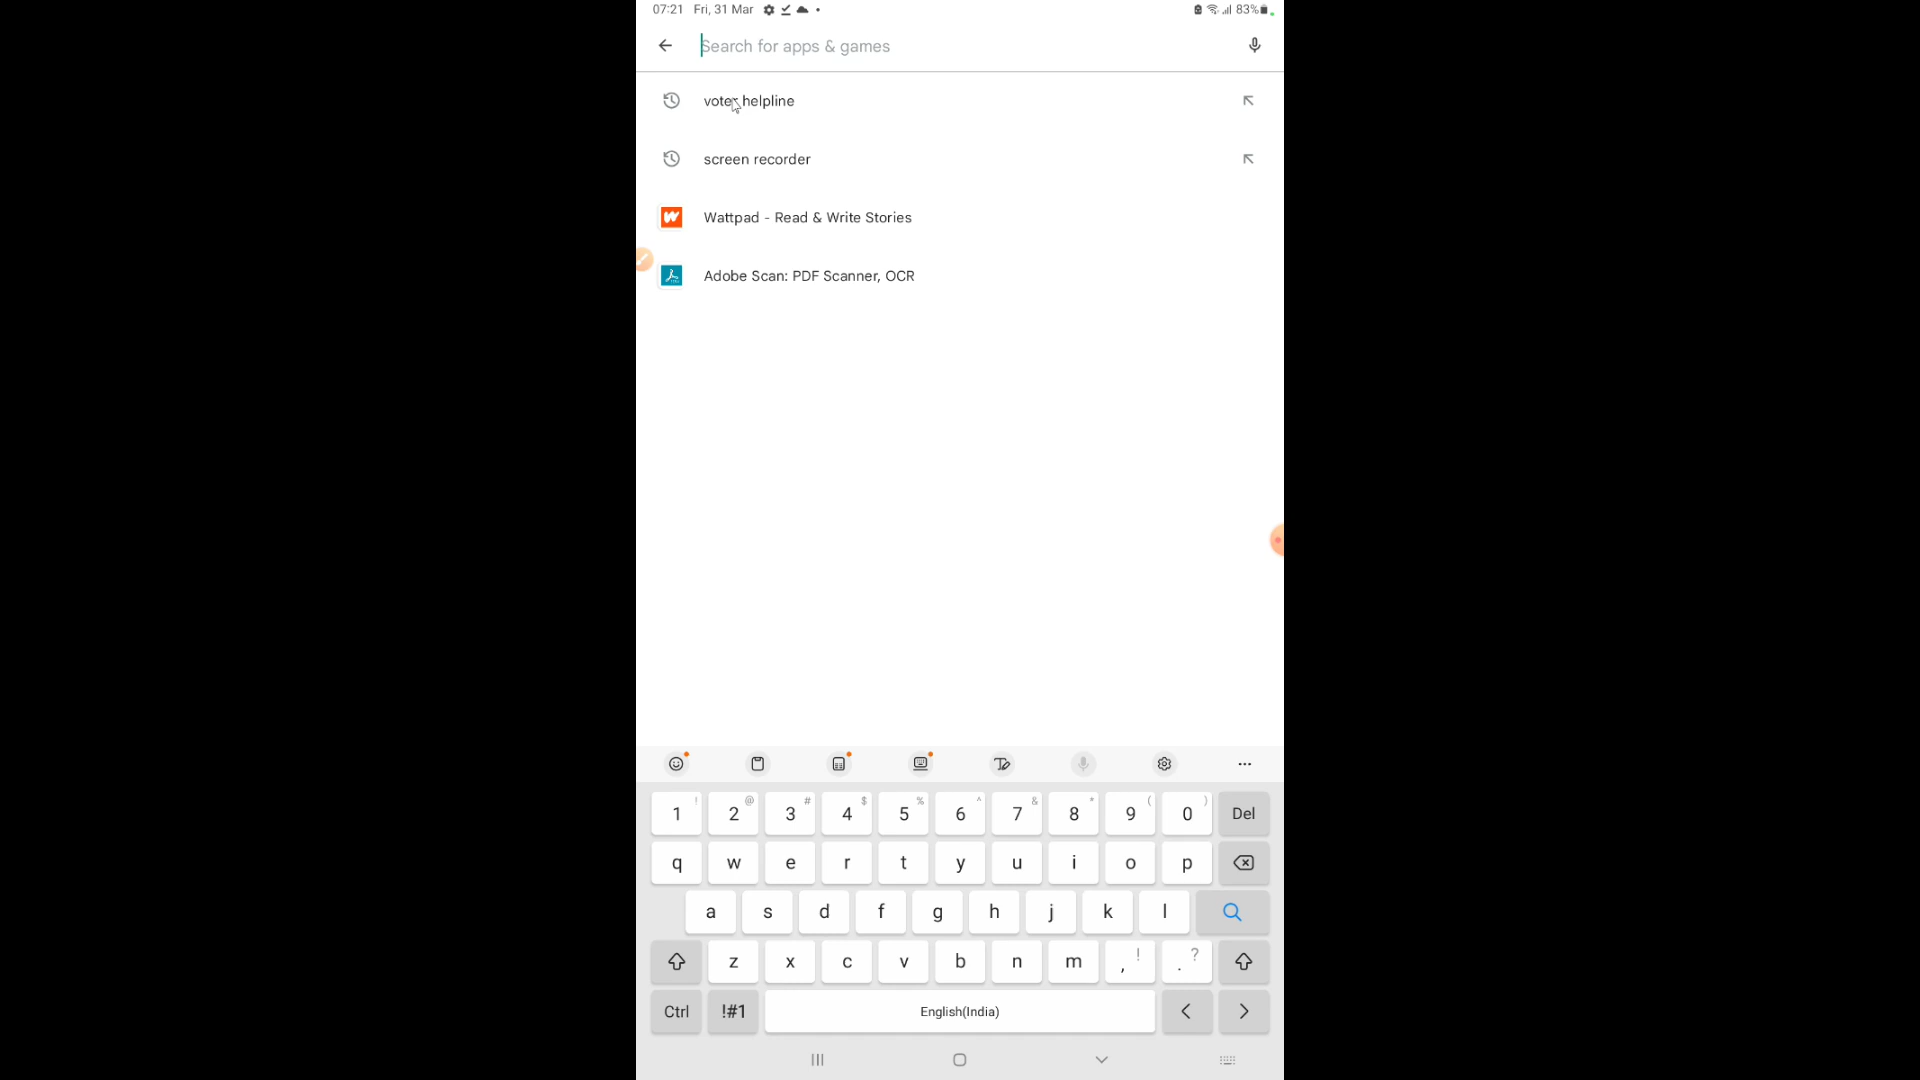 07:21 Fri, 31 Mar
83%
Search for apps & games
voter helpline
screen recorder
Wattpad - Read & Write Stories
Adobe Scan: PDF Scanner, OCR
! @ # $ % ^ & * ( )
1 2 3 4 5 6 7 8 9 0 Del
q w e r t y u i o p
a s d f g h j k l
z x c v b n m , ! . ?
Ctrl !#1 English(India) < >